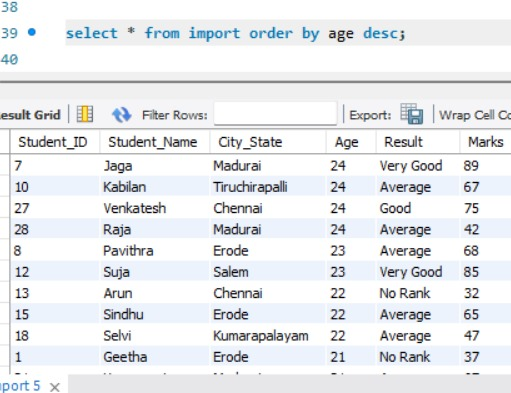 38
39 select * from import order by age desc;
40
Result Grid Filter Rows: Export: Wrap Cell Co
Student_ID Student_Name City_State Age Result Marks
7 Jaga Madurai 24 Very Good 89
10 Kabilan Tiruchirapalli 24 Average 67
27 Venkatesh Chennai 24 Good 75
28 Raja Madurai 24 Average 42
8 Pavithra Erode 23 Average 68
12 Suja Salem 23 Very Good 85
13 Arun Chennai 22 No Rank 32
15 Sindhu Erode 22 Average 65
18 Selvi Kumarapalayam 22 Average 47
1 Geetha Erode 21 No Rank 37
port 5